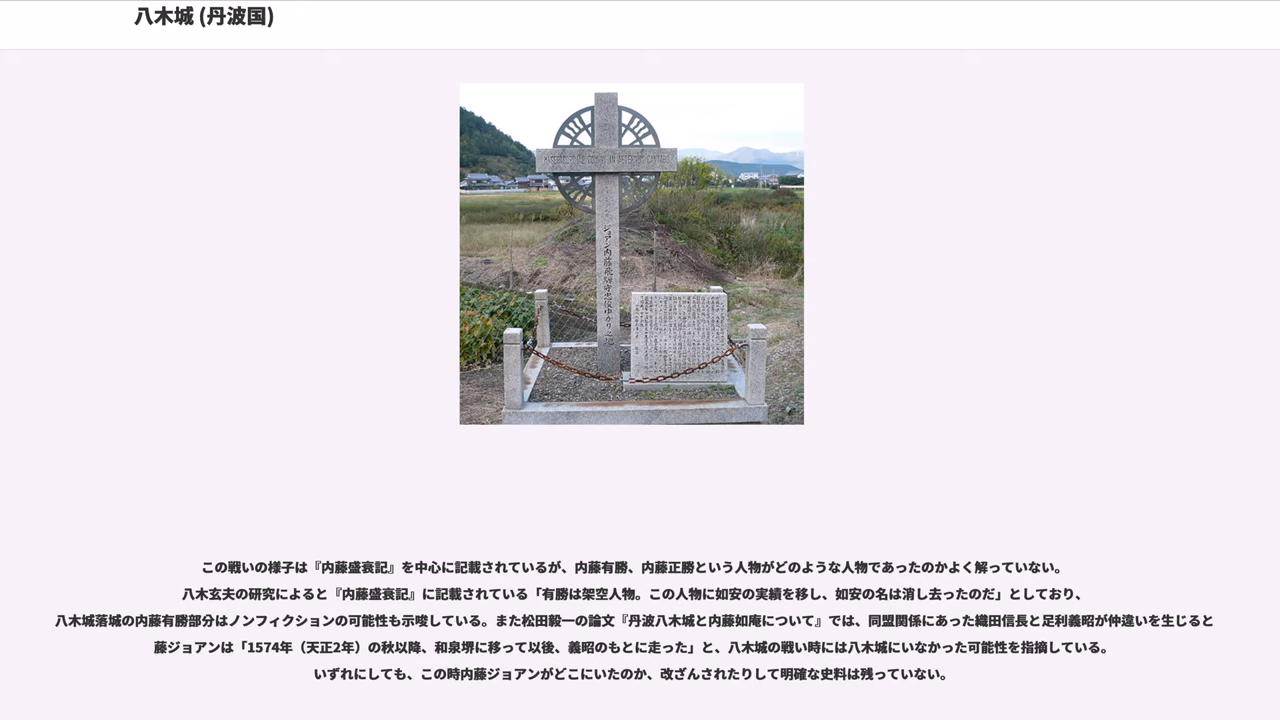 八木城 (丹波国)
ジョアン内藤飛騨守忠俊ゆかりの地
この戦いの様子は『内藤盛衰記』を中心に記載されているが、内藤有勝、内藤正勝という人物がどのような人物であったのかよく解っていない。
八木玄夫の研究によると『内藤盛衰記』に記載されている「有勝は架空人物。この人物に如安の実績を移し、如安の名は消し去ったのだ」としており、
八木城落城の内藤有勝部分はノンフィクションの可能性も示唆している。また松田毅一の論文『丹波八木城と内藤如庵について』では、同盟関係にあった織田信長と足利義昭が仲違いを生じると
藤ジョアンは「1574年（天正2年）の秋以降、和泉堺に移って以後、義昭のもとに走った」と、八木城の戦い時には八木城にいなかった可能性を指摘している。
いずれにしても、この時内藤ジョアンがどこにいたのか、改ざんされたりして明確な史料は残っていない。